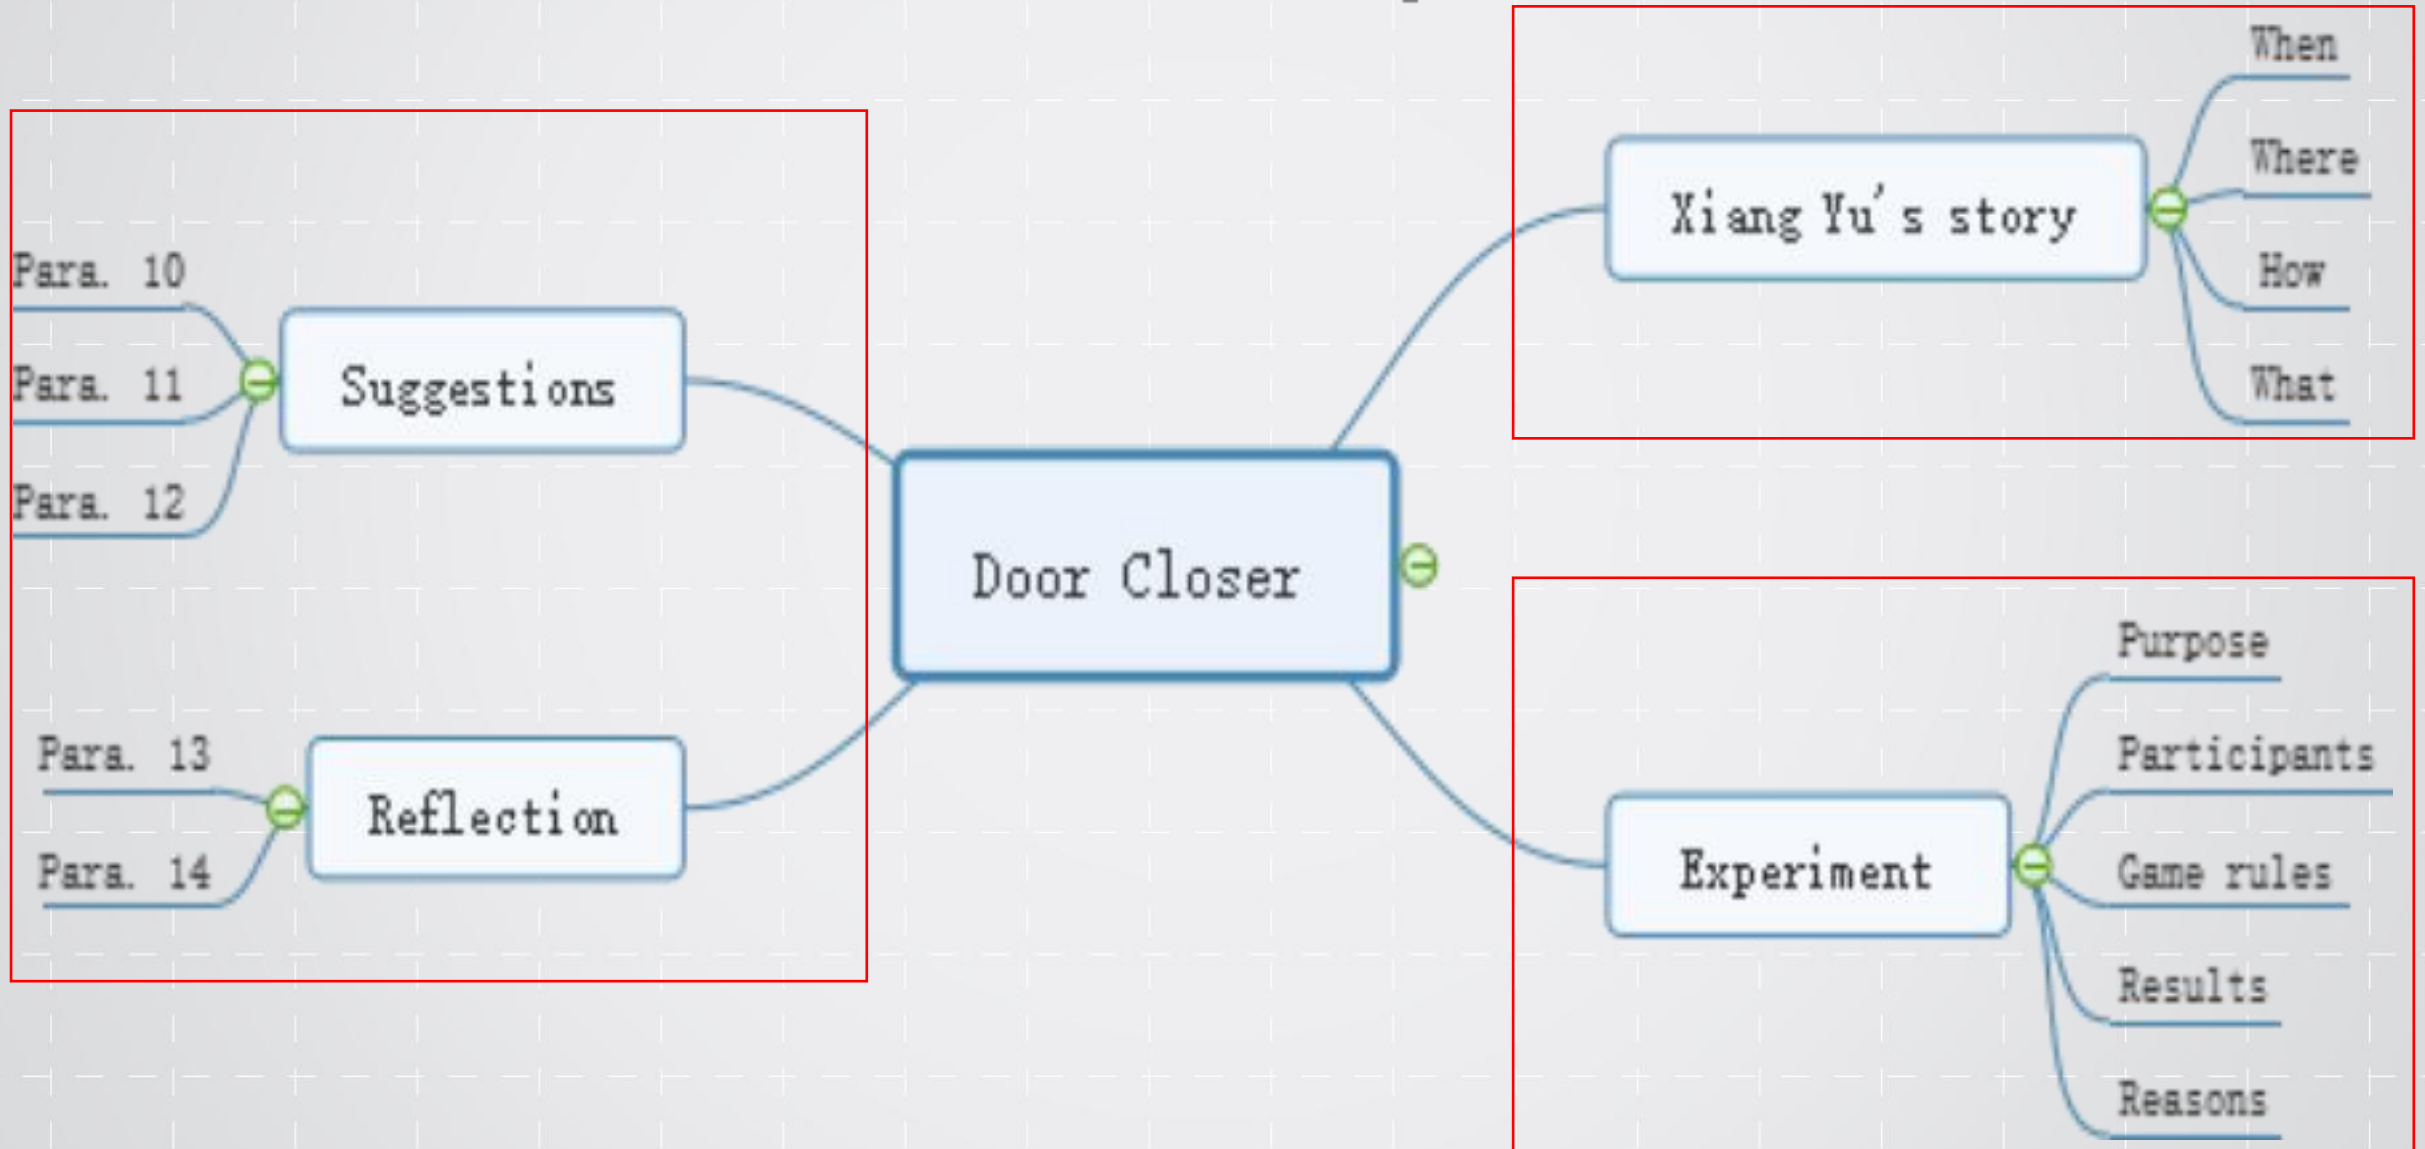 When
Where
Xiang Yu's story
How
What
Para. 10
Para. 11
Para. 12
Suggestions
Door Closer
Para. 13
Para. 14
Reflection
Purpose
Participants
Experiment
Game rules
Results
Reasons